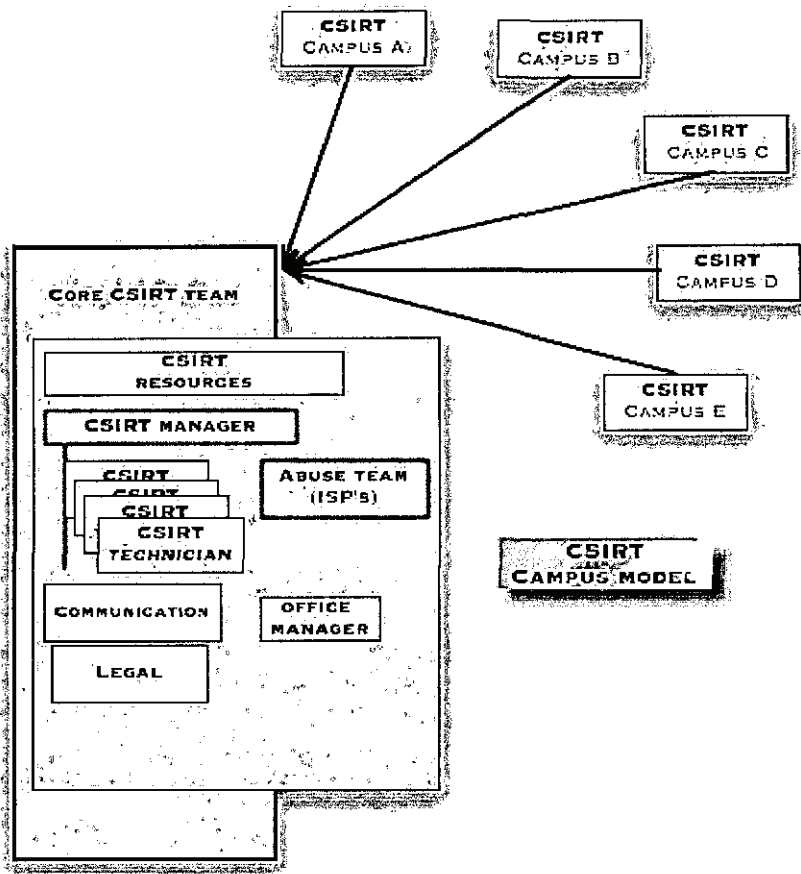 CSIRT
CAMPUS A
CSIRT
CAMPUS B
CSIRT
CAMPUS C
CSIRT
CAMPUS D
CSIRT
CAMPUS E
CORE CSIRT TEAM
CSIRT
RESOURCES
CSIRT MANAGER
CSIRT
CSIRT
CSIRT
CSIRT
TECHNICIAN
ABUSE TEAM
(ISP'S)
COMMUNICATION
OFFICE
MANAGER
LEGAL
CSIRT
CAMPUS MODEL